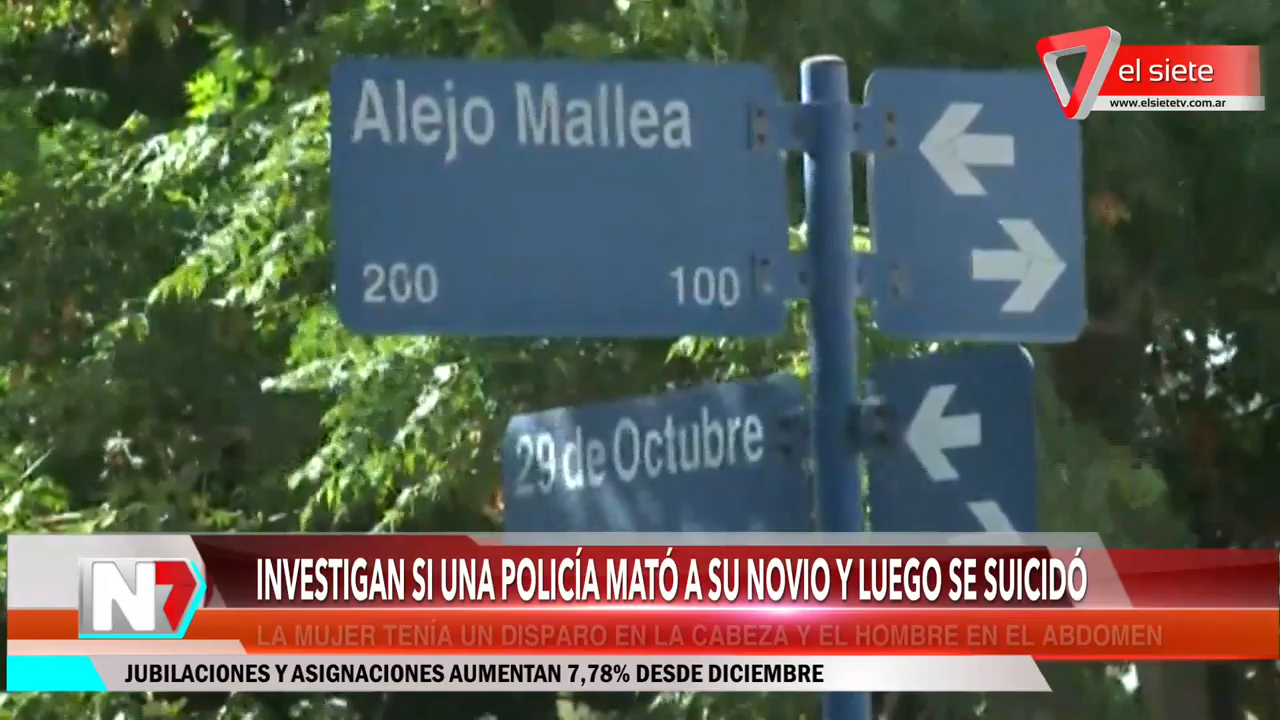 el siete
www.elsietetv.com.ar
Alejo Mallea
200 100
29 de Octubre
INVESTIGAN SI UNA POLICÍA MATÓ A SU NOVIO Y LUEGO SE SUICIDÓ
N7
LA MUJER TENÍA UN DISPARO EN LA CABEZA Y EL HOMBRE EN EL ABDOMEN
JUBILACIONES Y ASIGNACIONES AUMENTAN 7,78% DESDE DICIEMBRE